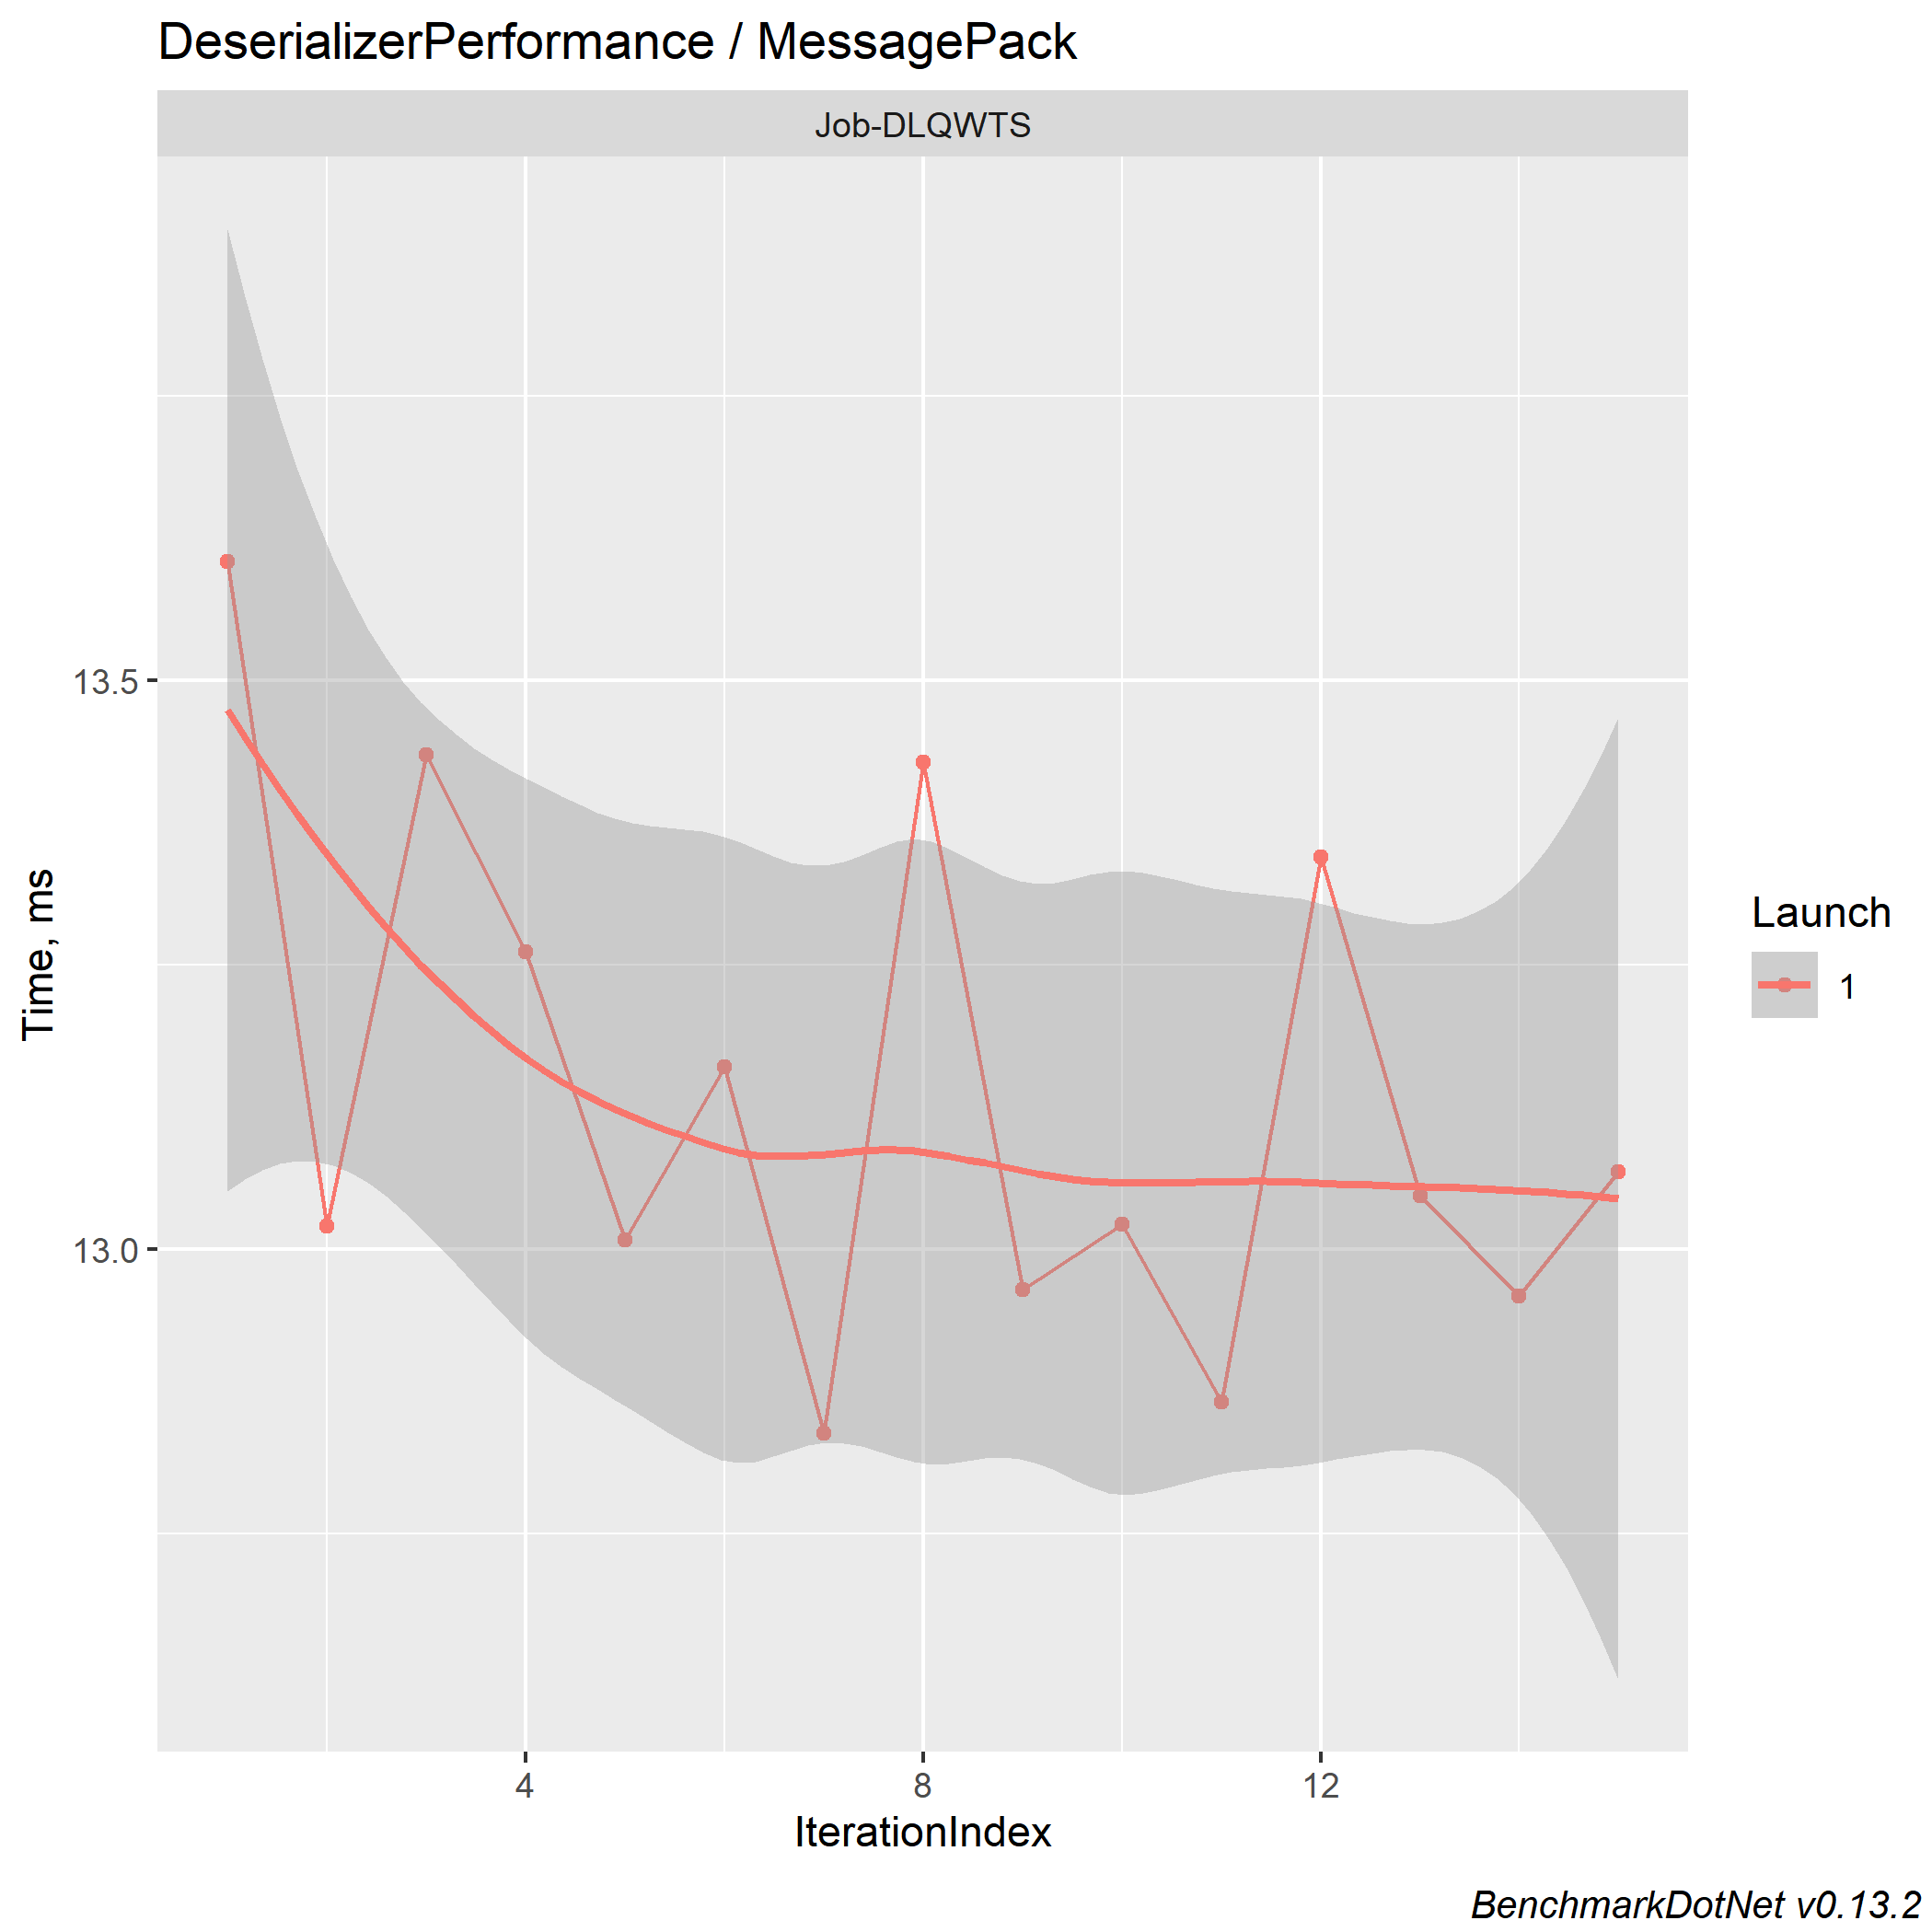 DeserializerPerformance / MessagePack
Job-DLQWTS
Time, ms
13.5
13.0
4
8
12
IterationIndex
Launch
1
BenchmarkDotNet v0.13.2